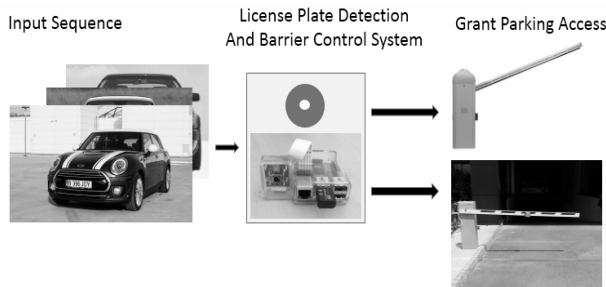 Input Sequence
License Plate Detection
And Barrier Control System
Grant Parking Access